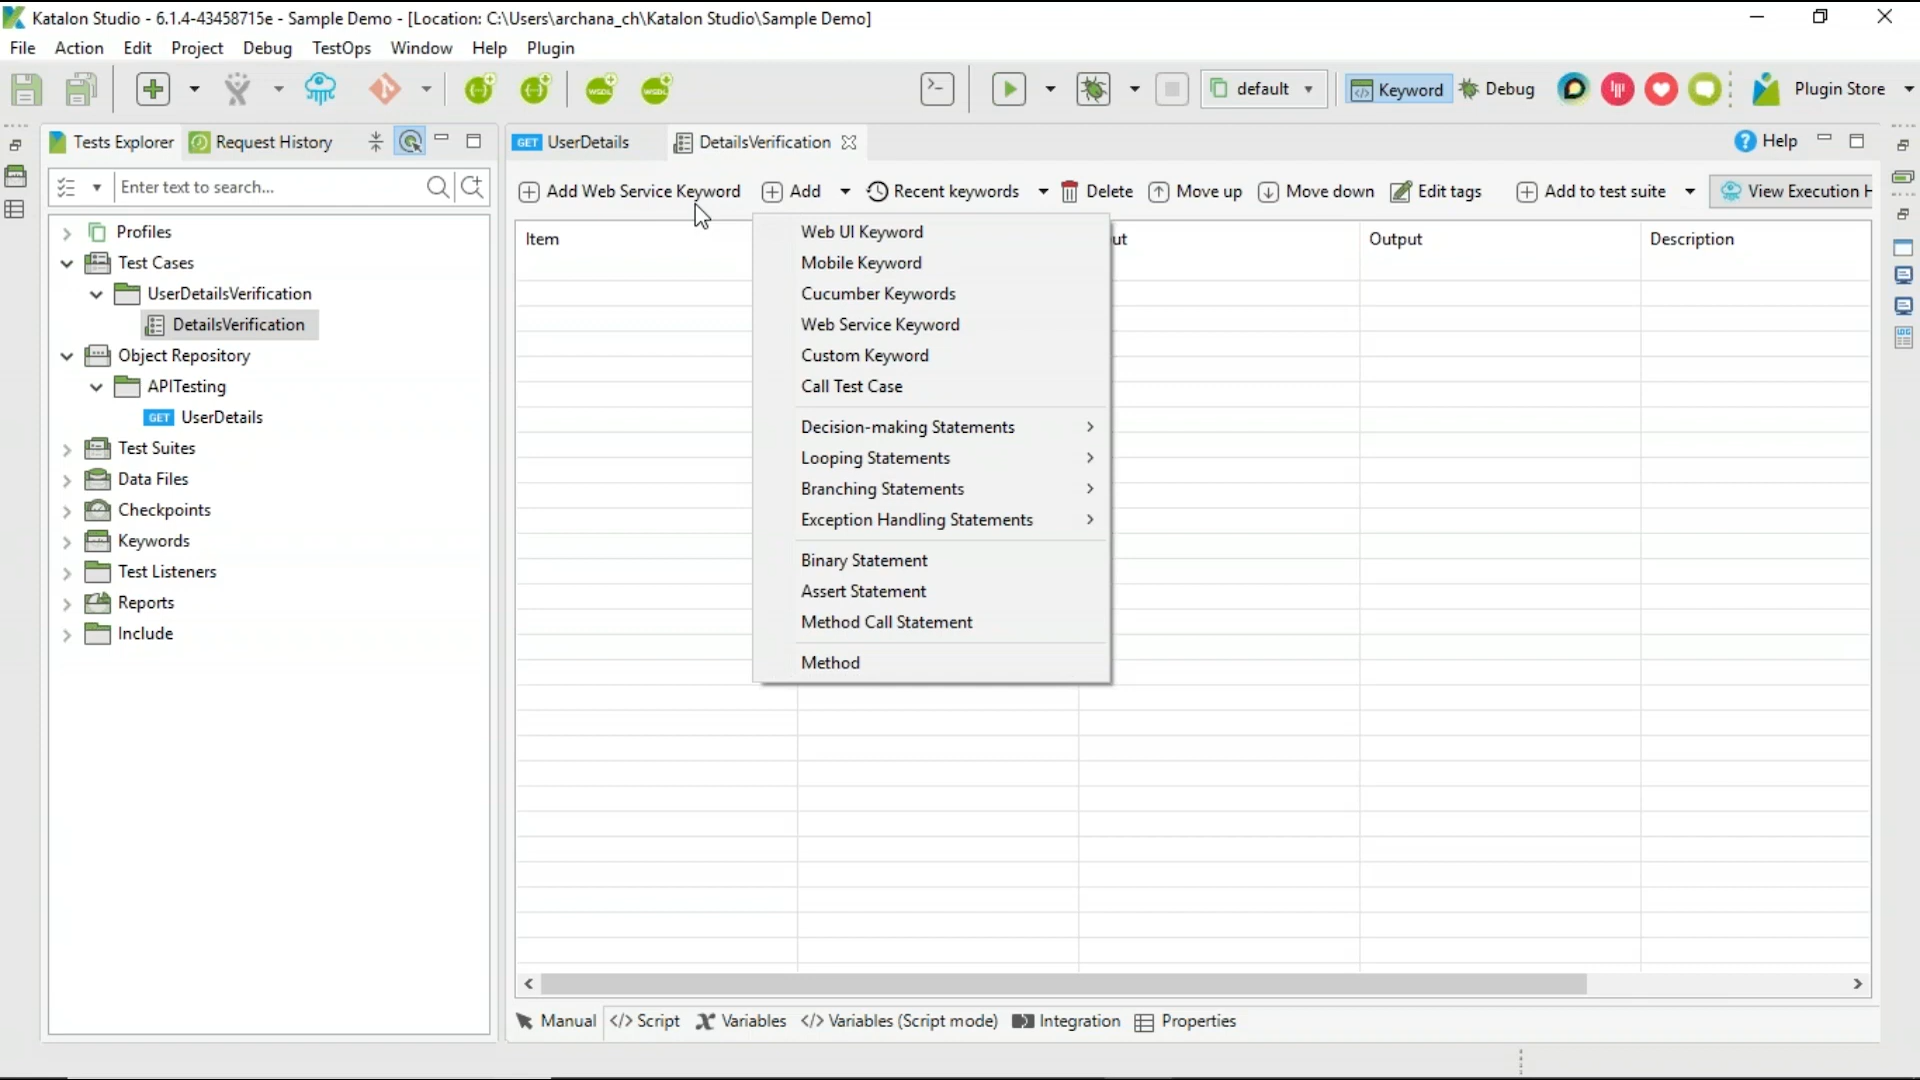 Katalon Studio - 6.1.4-43458715e - Sample Demo - [Location: C:\Users\archana_ch\Katalon Studio\Sample Demo]
File Action Edit Project Debug TestOps Window Help Plugin
WSDL WSDL default Keyword Debug Plugin Store
Tests Explorer Request History
GET UserDetails DetailsVerification Help
Enter text to search...
Add Web Service Keyword Add Recent keywords Delete Move up Move down Edit tags Add to test suite View Execution H
Item ut Output Description
Profiles
Test Cases
UserDetailsVerification
DetailsVerification
Object Repository
APITesting
GET UserDetails
Test Suites
Data Files
Checkpoints
Keywords
Test Listeners
Reports
Include
Web UI Keyword
Mobile Keyword
Cucumber Keywords
Web Service Keyword
Custom Keyword
Call Test Case
Decision-making Statements
Looping Statements
Branching Statements
Exception Handling Statements
Binary Statement
Assert Statement
Method Call Statement
Method
LOG
Manual </> Script Variables </> Variables (Script mode) Integration Properties